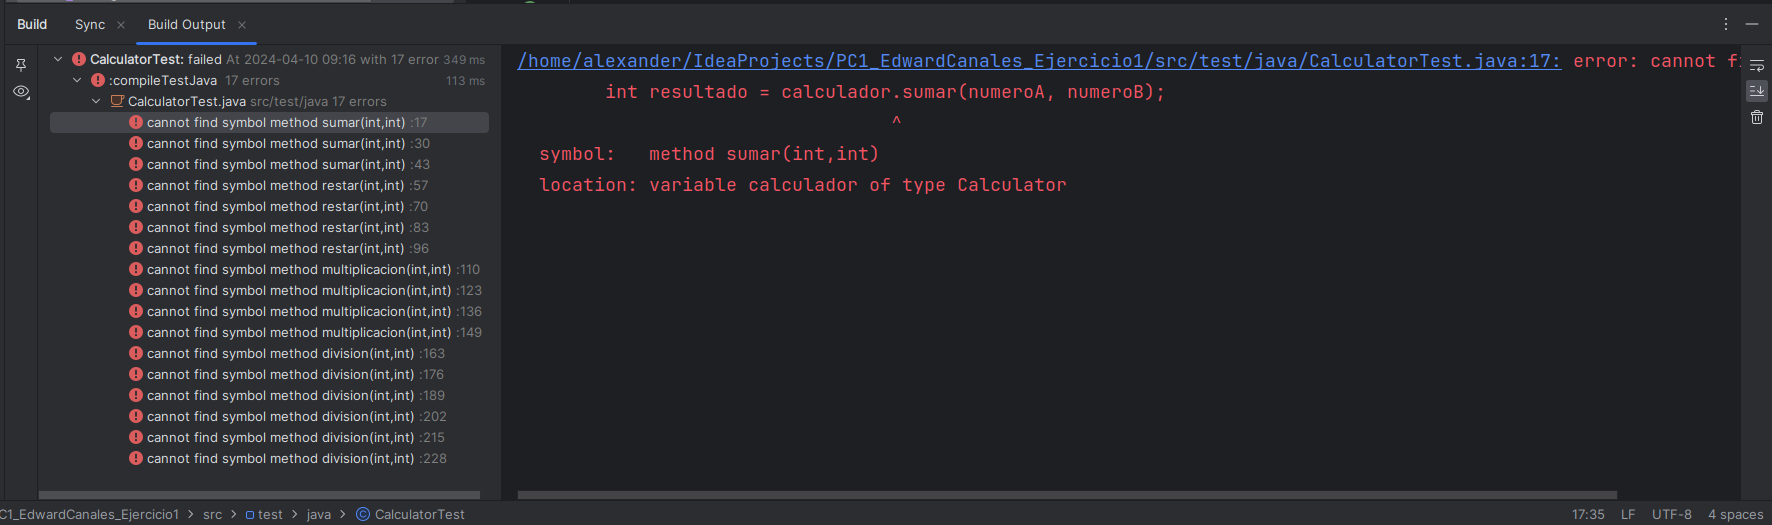 Build Sync Build Output
CalculatorTest: failed At 2024-04-10 09:16 with 17 error 349 ms
:compileTestJava 17 errors 113 ms
CalculatorTest.java src/test/java 17 errors
cannot find symbol method sumar(int,int) :17
cannot find symbol method sumar(int,int) :30
cannot find symbol method sumar(int,int) :43
cannot find symbol method restar(int,int) :57
cannot find symbol method restar(int,int) :70
cannot find symbol method restar(int,int) :83
cannot find symbol method restar(int,int) :96
cannot find symbol method multiplicacion(int,int) :110
cannot find symbol method multiplicacion(int,int) :123
cannot find symbol method multiplicacion(int,int) :136
cannot find symbol method multiplicacion(int,int) :149
cannot find symbol method division(int,int) :163
cannot find symbol method division(int,int) :176
cannot find symbol method division(int,int) :189
cannot find symbol method division(int,int) :202
cannot find symbol method division(int,int) :215
cannot find symbol method division(int,int) :228
/home/alexander/IdeaProjects/PC1_EdwardCanales_Ejercicio1/src/test/java/CalculatorTest.java:17: error: cannot fi
int resultado = calculador.sumar(numeroA, numeroB);
^
symbol: method sumar(int,int)
location: variable calculador of type Calculator
C1_EdwardCanales_Ejercicio1 > src > test > java > CalculatorTest 17:35 LF UTF-8 4 spaces